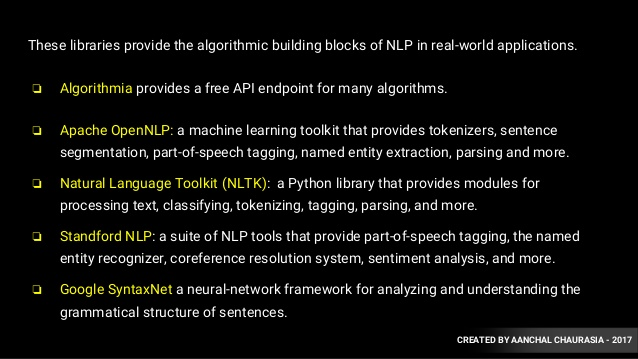 These libraries provide the algorithmic building blocks of NLP in real-world applications.
❏ Algorithmia provides a free API endpoint for many algorithms.
❏ Apache OpenNLP: a machine learning toolkit that provides tokenizers, sentence
segmentation, part-of-speech tagging, named entity extraction, parsing and more.
❏ Natural Language Toolkit (NLTK): a Python library that provides modules for
processing text, classifying, tokenizing, tagging, parsing, and more.
❏ Standford NLP: a suite of NLP tools that provide part-of-speech tagging, the named
entity recognizer, coreference resolution system, sentiment analysis, and more.
❏ Google SyntaxNet a neural-network framework for analyzing and understanding the
grammatical structure of sentences.
CREATED BY AANCHAL CHAURASIA - 2017